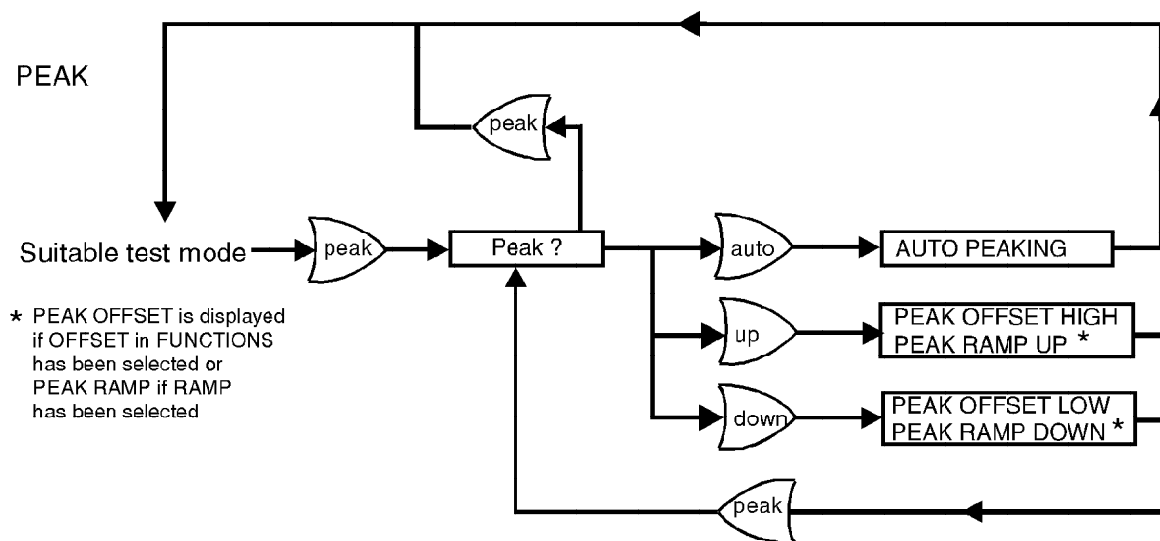 PEAK
peak
Suitable test mode
peak
Peak ?
auto
AUTO PEAKING
* PEAK OFFSET is displayed
if OFFSET in FUNCTIONS
has been selected or
PEAK RAMP if RAMP
has been selected
up
PEAK OFFSET HIGH
PEAK RAMP UP *
down
PEAK OFFSET LOW
PEAK RAMP DOWN *
peak